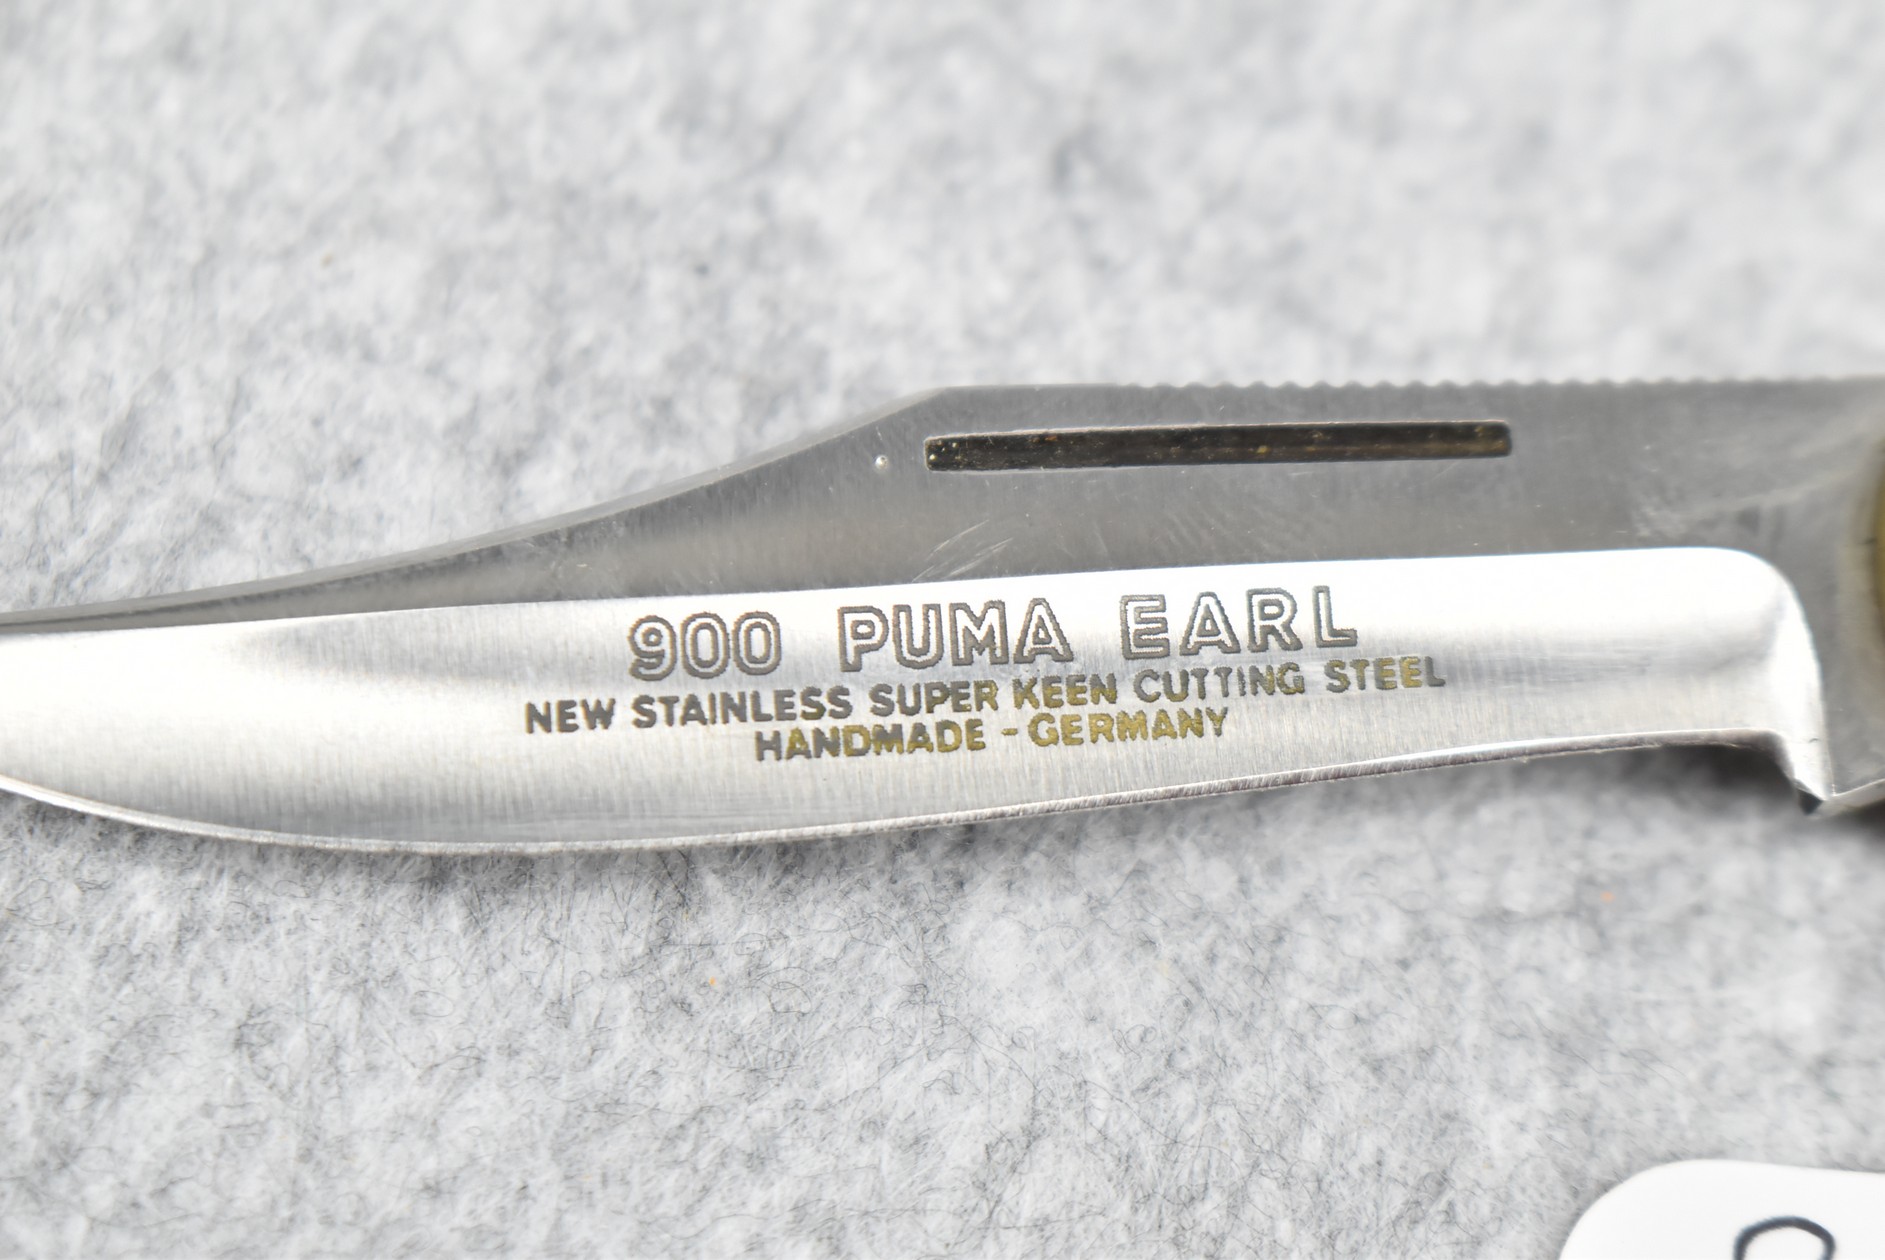 900 PUMA EARL
NEW STAINLESS SUPER KEEN CUTTING STEEL
HANDMADE - GERMANY